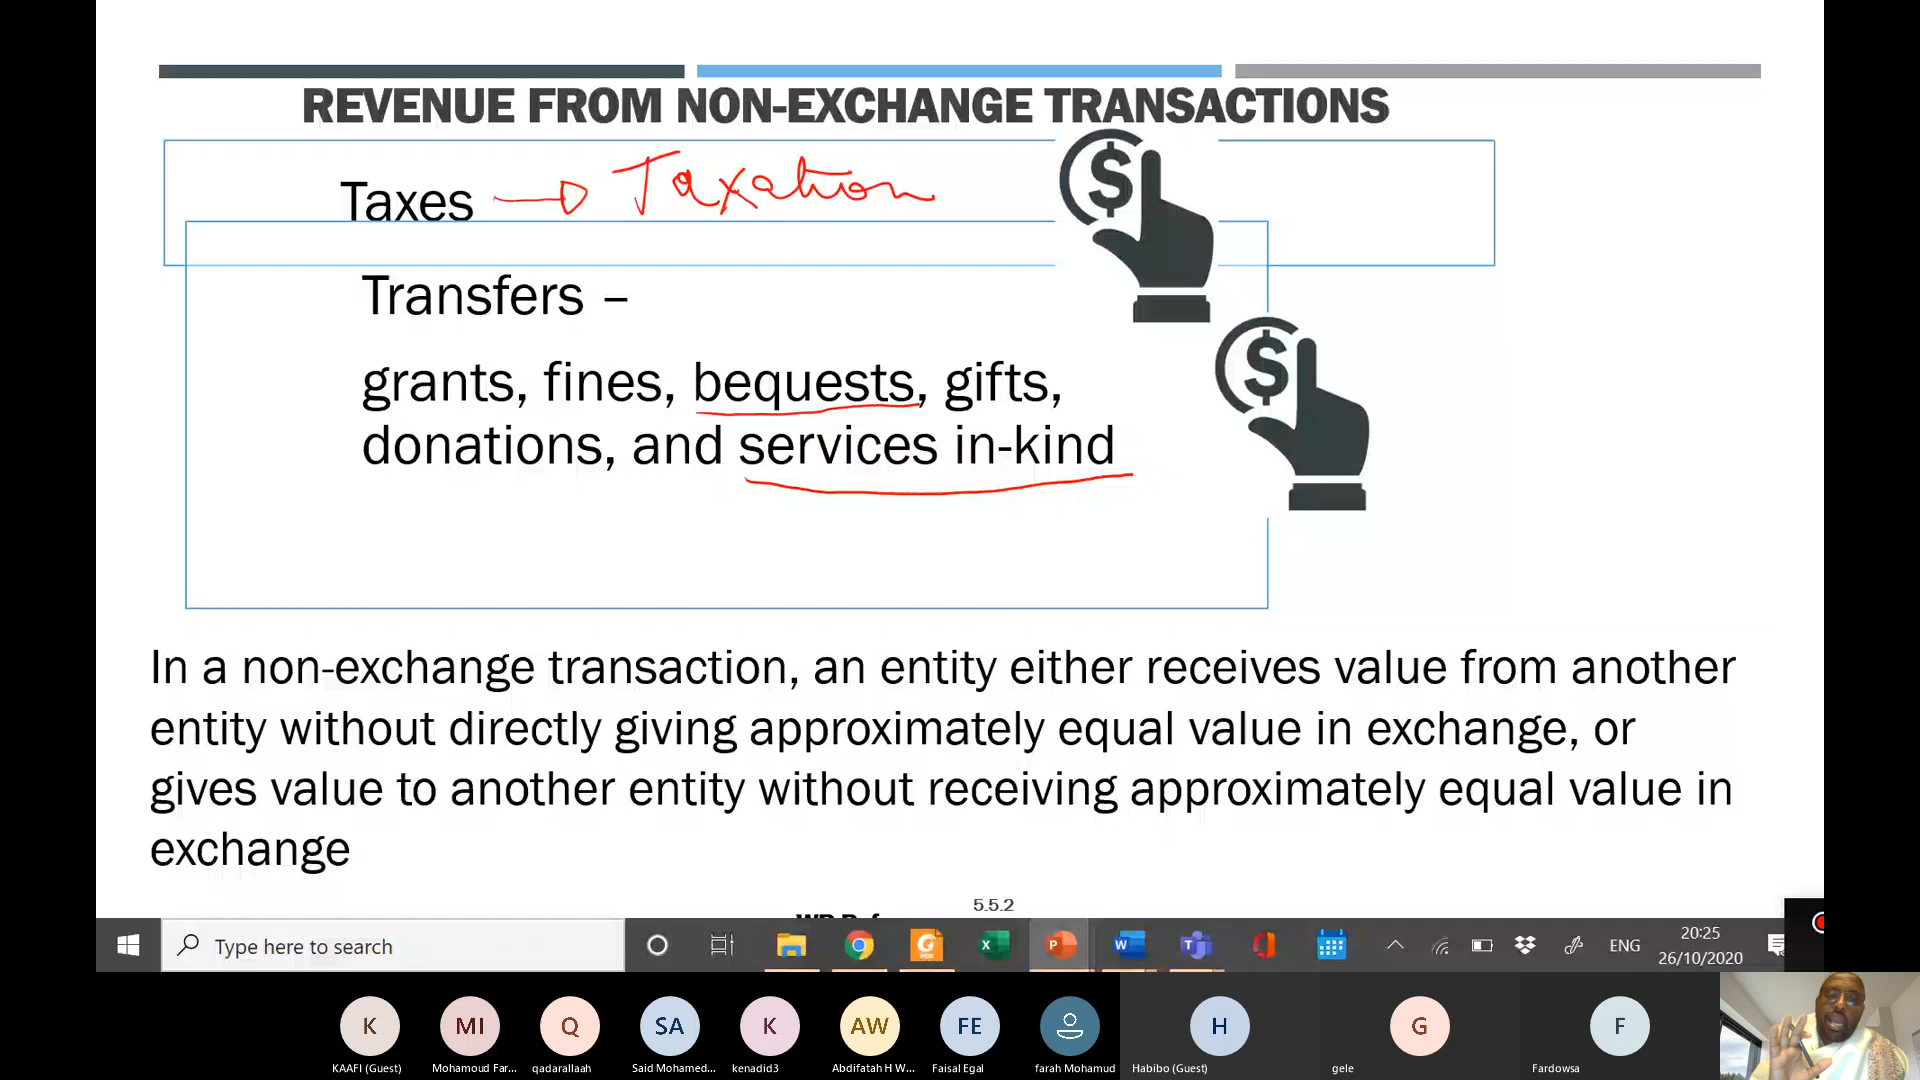 REVENUE FROM NON-EXCHANGE TRANSACTIONS
Taxes Taxation
$
Transfers –
$
grants, fines, bequests, gifts,
donations, and services in-kind
In a non-exchange transaction, an entity either receives value from another
entity without directly giving approximately equal value in exchange, or
gives value to another entity without receiving approximately equal value in
exchange
5.5.2
Type here to search
ENG
20:25
26/10/2020
K MI Q SA K AW FE H G F
KAAFI (Guest) Mohamoud Far... qadarallaah Said Mohamed... kenadid3 Abdifatah H W... Faisal Egal farah Mohamud Habibo (Guest) gele Fardowsa